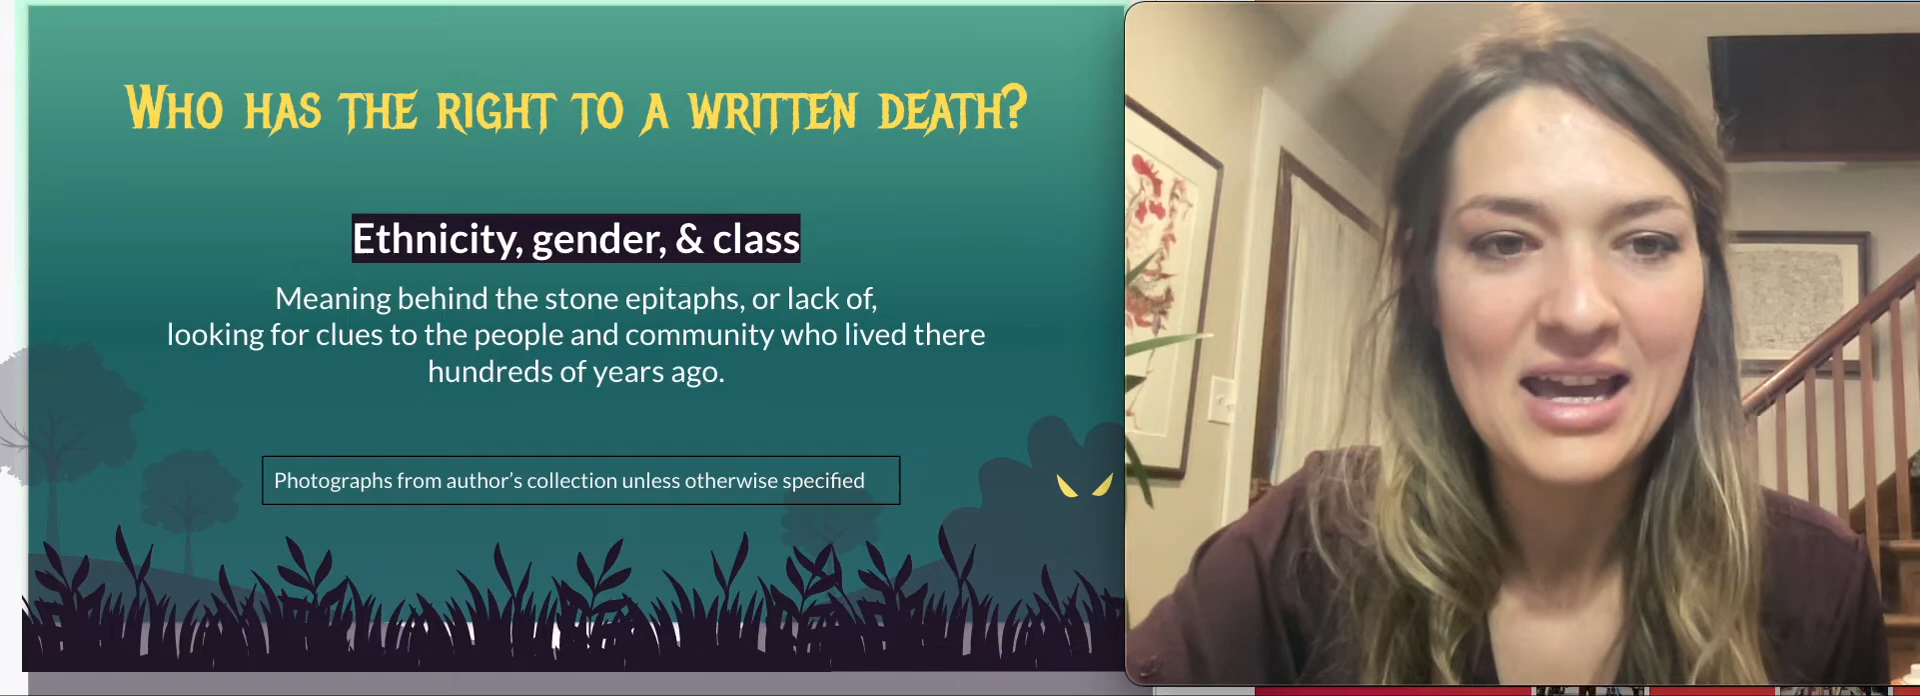 Who has the right to a written death?
Ethnicity, gender, & class
Meaning behind the stone epitaphs, or lack of,
looking for clues to the people and community who lived there
hundreds of years ago.
Photographs from author's collection unless otherwise specified